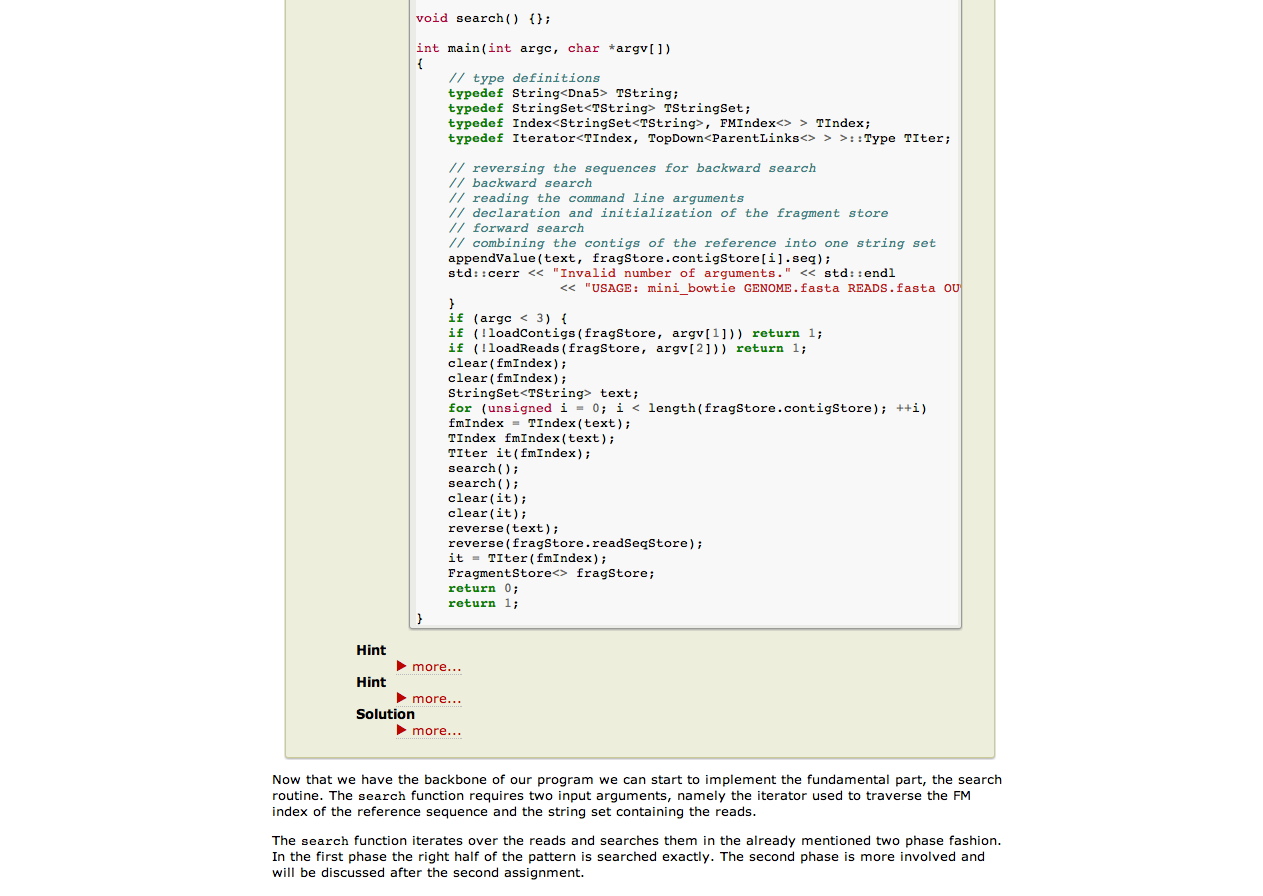 void search() {};
int main(int argc, char *argv[])
{
// type definitions
typedef String<Dna5> TString;
typedef StringSet<TString> TStringSet;
typedef Index<StringSet<TString>, FMIndex<> > TIndex;
typedef Iterator<TIndex, TopDown<ParentLinks<> > >::Type TIter;
// reversing the sequences for backward search
// backward search
// reading the command line arguments
// declaration and initialization of the fragment store
// forward search
// combining the contigs of the reference into one string set
appendValue(text, fragStore.contigStore[i].seq);
std::cerr << "Invalid number of arguments." << std::endl
<< "USAGE: mini_bowtie GENOME.fasta READS.fasta
}
if (argc < 3) {
if (!loadContigs(fragStore, argv[1])) return 1;
if (!loadReads(fragStore, argv[2])) return 1;
clear(fmIndex);
clear(fmIndex);
StringSet<TString> text;
for (unsigned i = 0; i < length(fragStore.contigStore); ++i)
fmIndex = TIndex(text);
TIndex fmIndex(text);
TIter it(fmIndex);
search();
search();
clear(it);
clear(it);
reverse(text);
reverse(fragStore.readSeqStore);
it = TIter(fmIndex);
FragmentStore<> fragStore;
return 0;
return 1;
}
Hint
more...
Hint
more...
Solution
more...
Now that we have the backbone of our program we can start to implement the fundamental part, the search
routine. The search function requires two input arguments, namely the iterator used to traverse the FM
index of the reference sequence and the string set containing the reads.
The search function iterates over the reads and searches them in the already mentioned two phase fashion.
In the first phase the right half of the pattern is searched exactly. The second phase is more involved and
will be discussed after the second assignment.